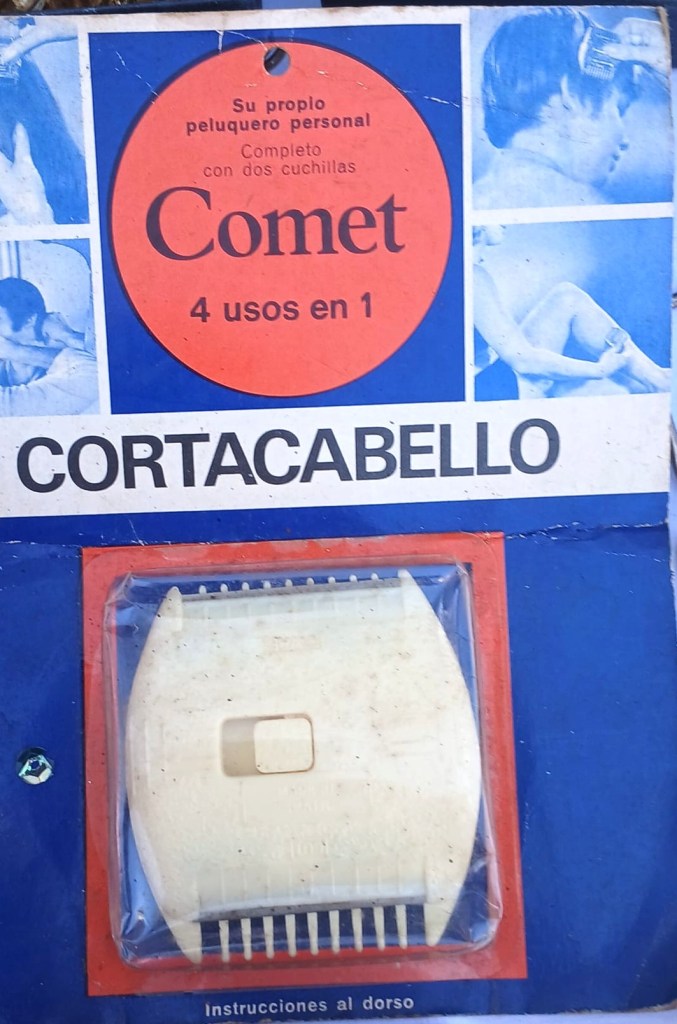 Su propio
peluquero personal
Completo
con dos cuchillas
Comet
4 usos en 1
CORTACABELLO
Instrucciones al dorso